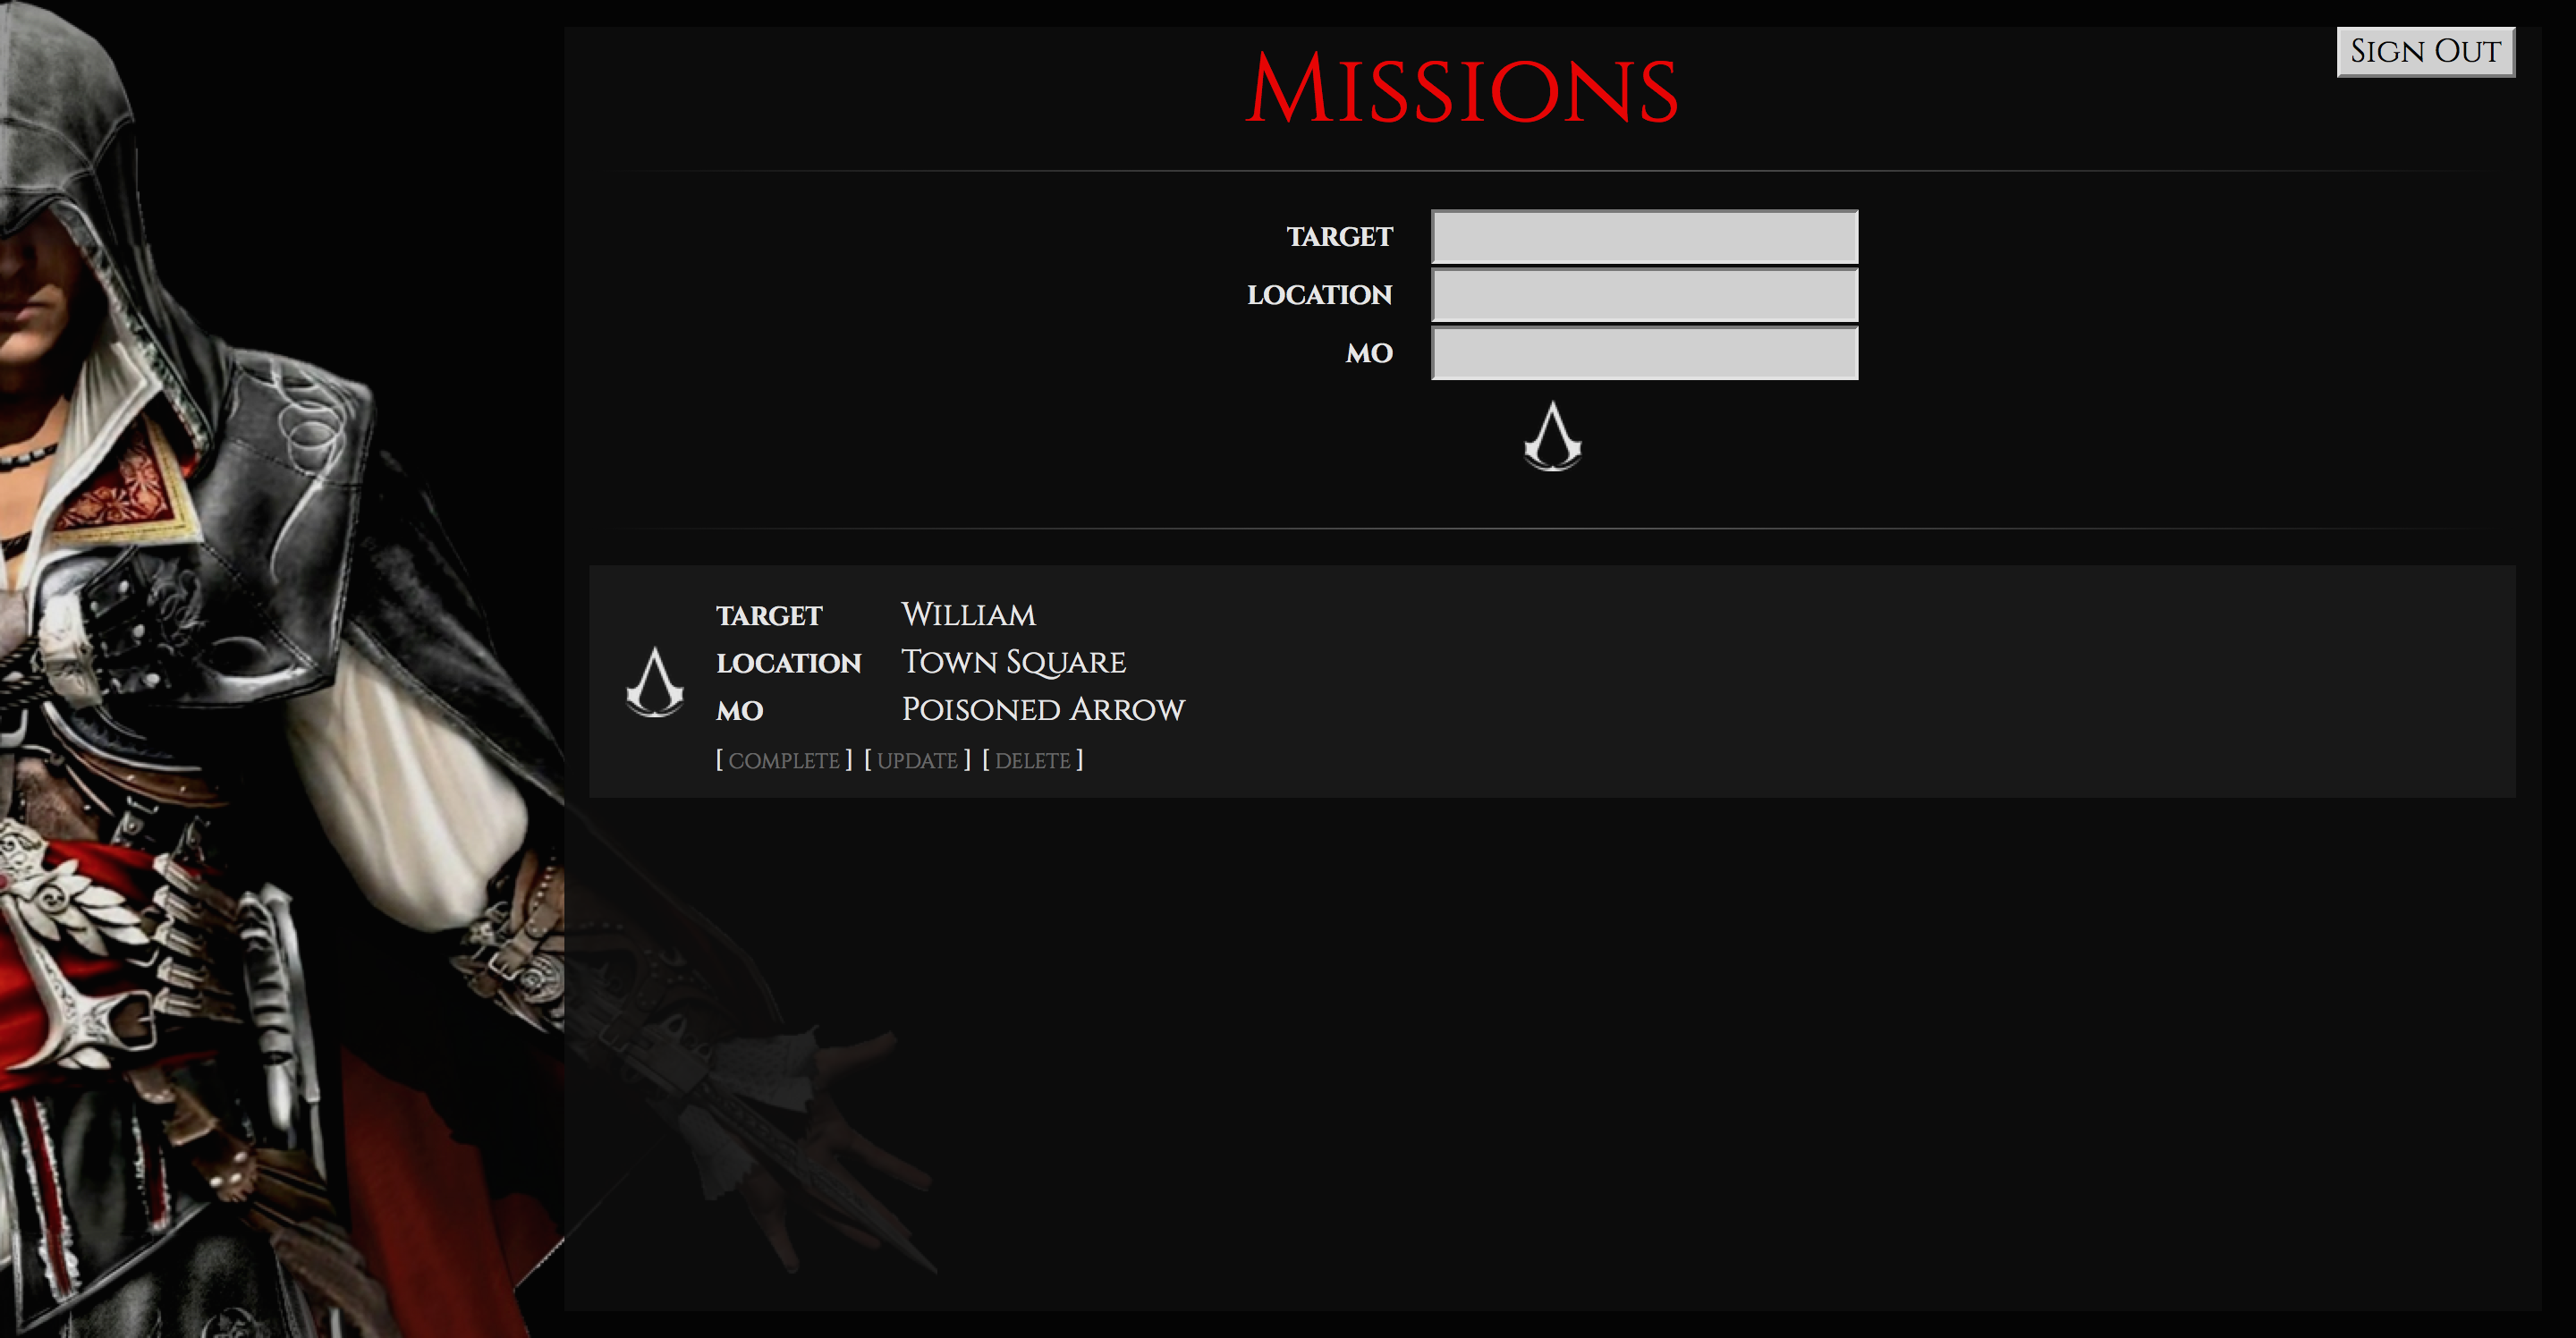 Sign Out
Missions
TARGET
LOCATION
MO
TARGET William
LOCATION Town Square
MO Poisoned Arrow
[ COMPLETE ] [ UPDATE ] [ DELETE ]